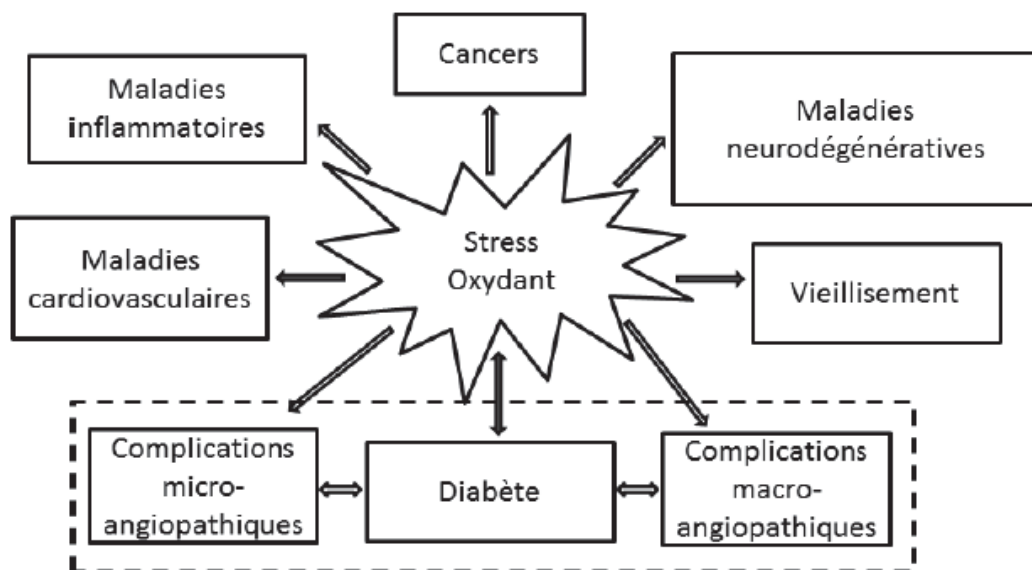 Cancers
Maladies
inflammatoires
Maladies
neurodégénératives
Stress
Oxydant
Maladies
cardiovasculaires
Vieillisement
Complications
micro-
angiopathiques
Diabète
Complications
macro-
angiopathiques